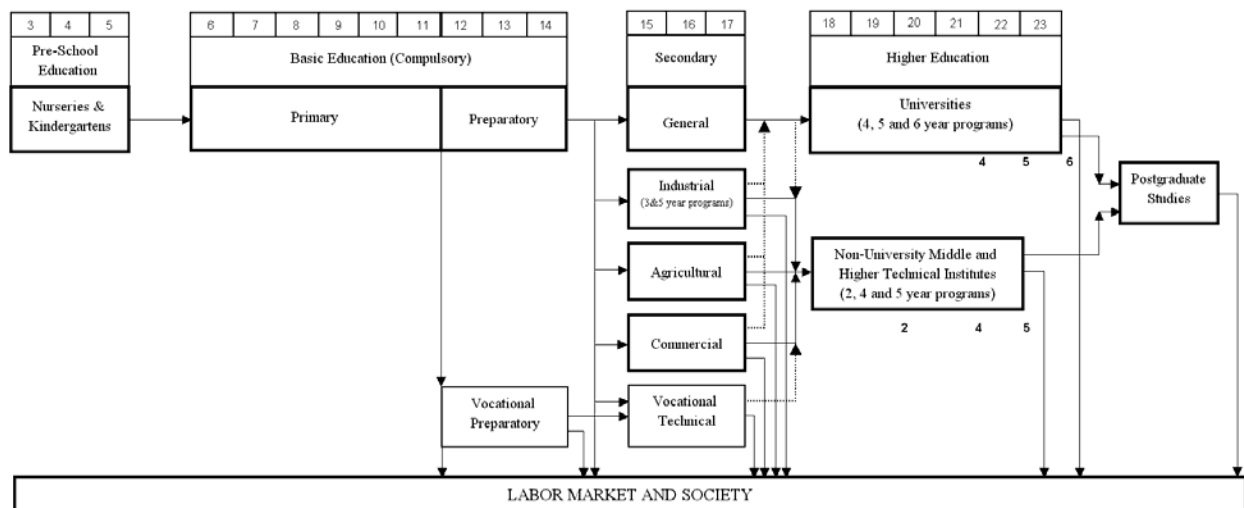 3 4 5
6 7 8 9 10 11 12 13 14
15 16 17
18 19 20 21 22 23
Pre-School
Education
Basic Education (Compulsory)
Secondary
Higher Education
Nurseries &
Kindergartens
Primary
Preparatory
General
Universities
(4, 5 and 6 year programs)
4 5 6
Industrial
(3&5 year programs)
Postgraduate
Studies
Agricultural
Non-University Middle and
Higher Technical Institutes
(2, 4 and 5 year programs)
2 4 5
Commercial
Vocational
Preparatory
Vocational
Technical
LABOR MARKET AND SOCIETY